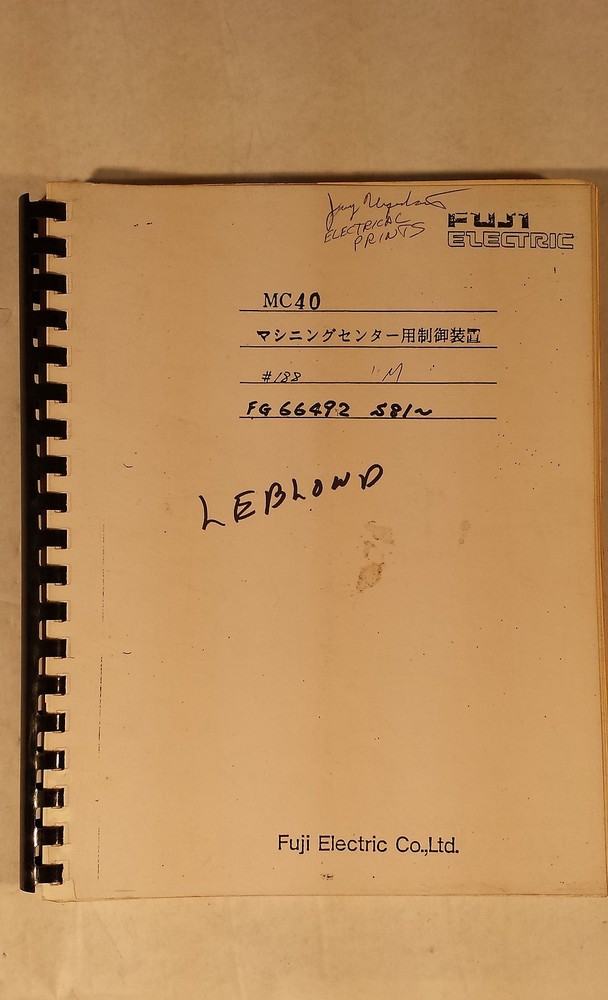 ELECTRICAL
PRINTS
FUJI
ELECTRIC
MC40
マシニングセンター用制御装置
#188
FG 66492 S81~
LEBLOND
Fuji Electric Co.,Ltd.